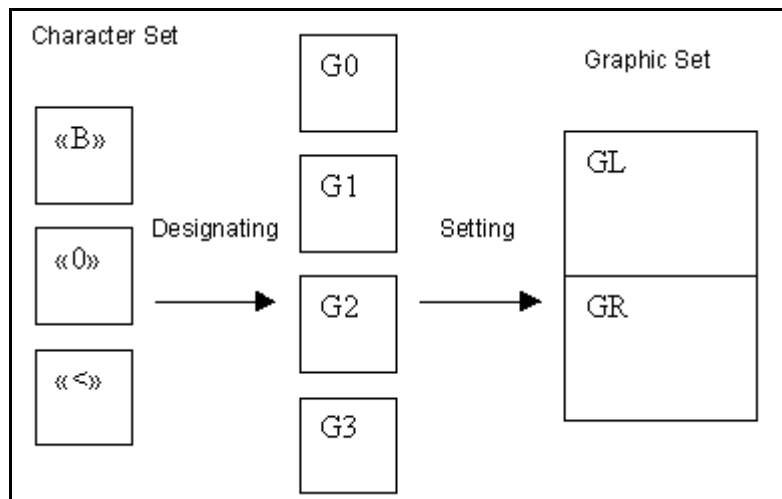 Character Set
«B»
«0»
«<»
Designating
G0
G1
G2
G3
Setting
Graphic Set
GL
GR